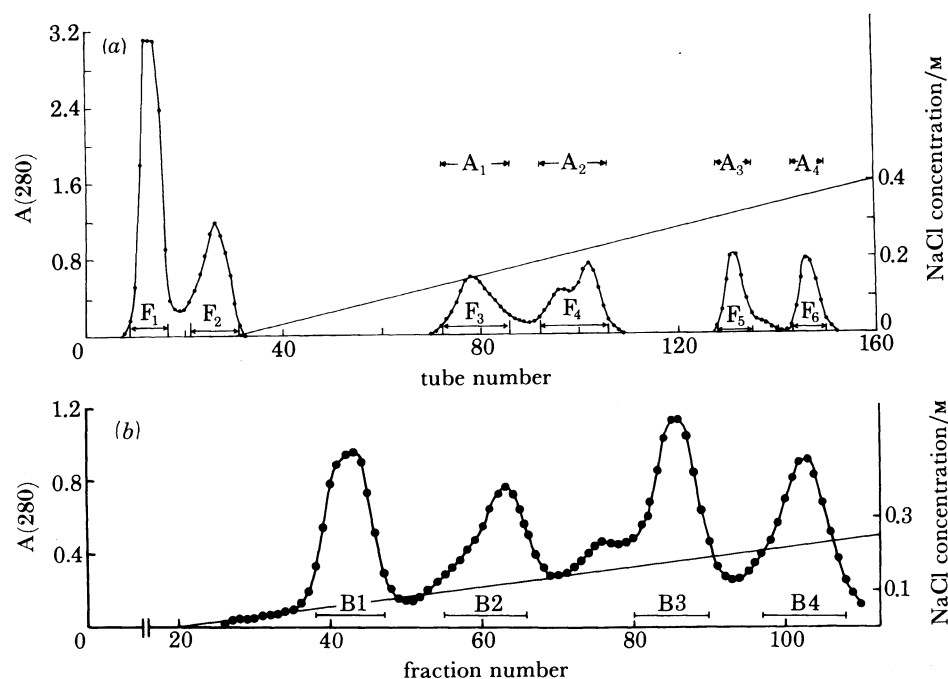 (a)
3.2
2.4
1.6
0.8
0
A(280)
A₁ A₂ A₃ A₄
F₁ F₂ F₃ F₄ F₅ F₆
0.4
0.2
0
NaCl concentration/M
40 80 120 160
tube number
(b)
1.2
0.8
0.4
0
A(280)
B1 B2 B3 B4
0.3
0.1
NaCl concentration/M
0 20 40 60 80 100
fraction number